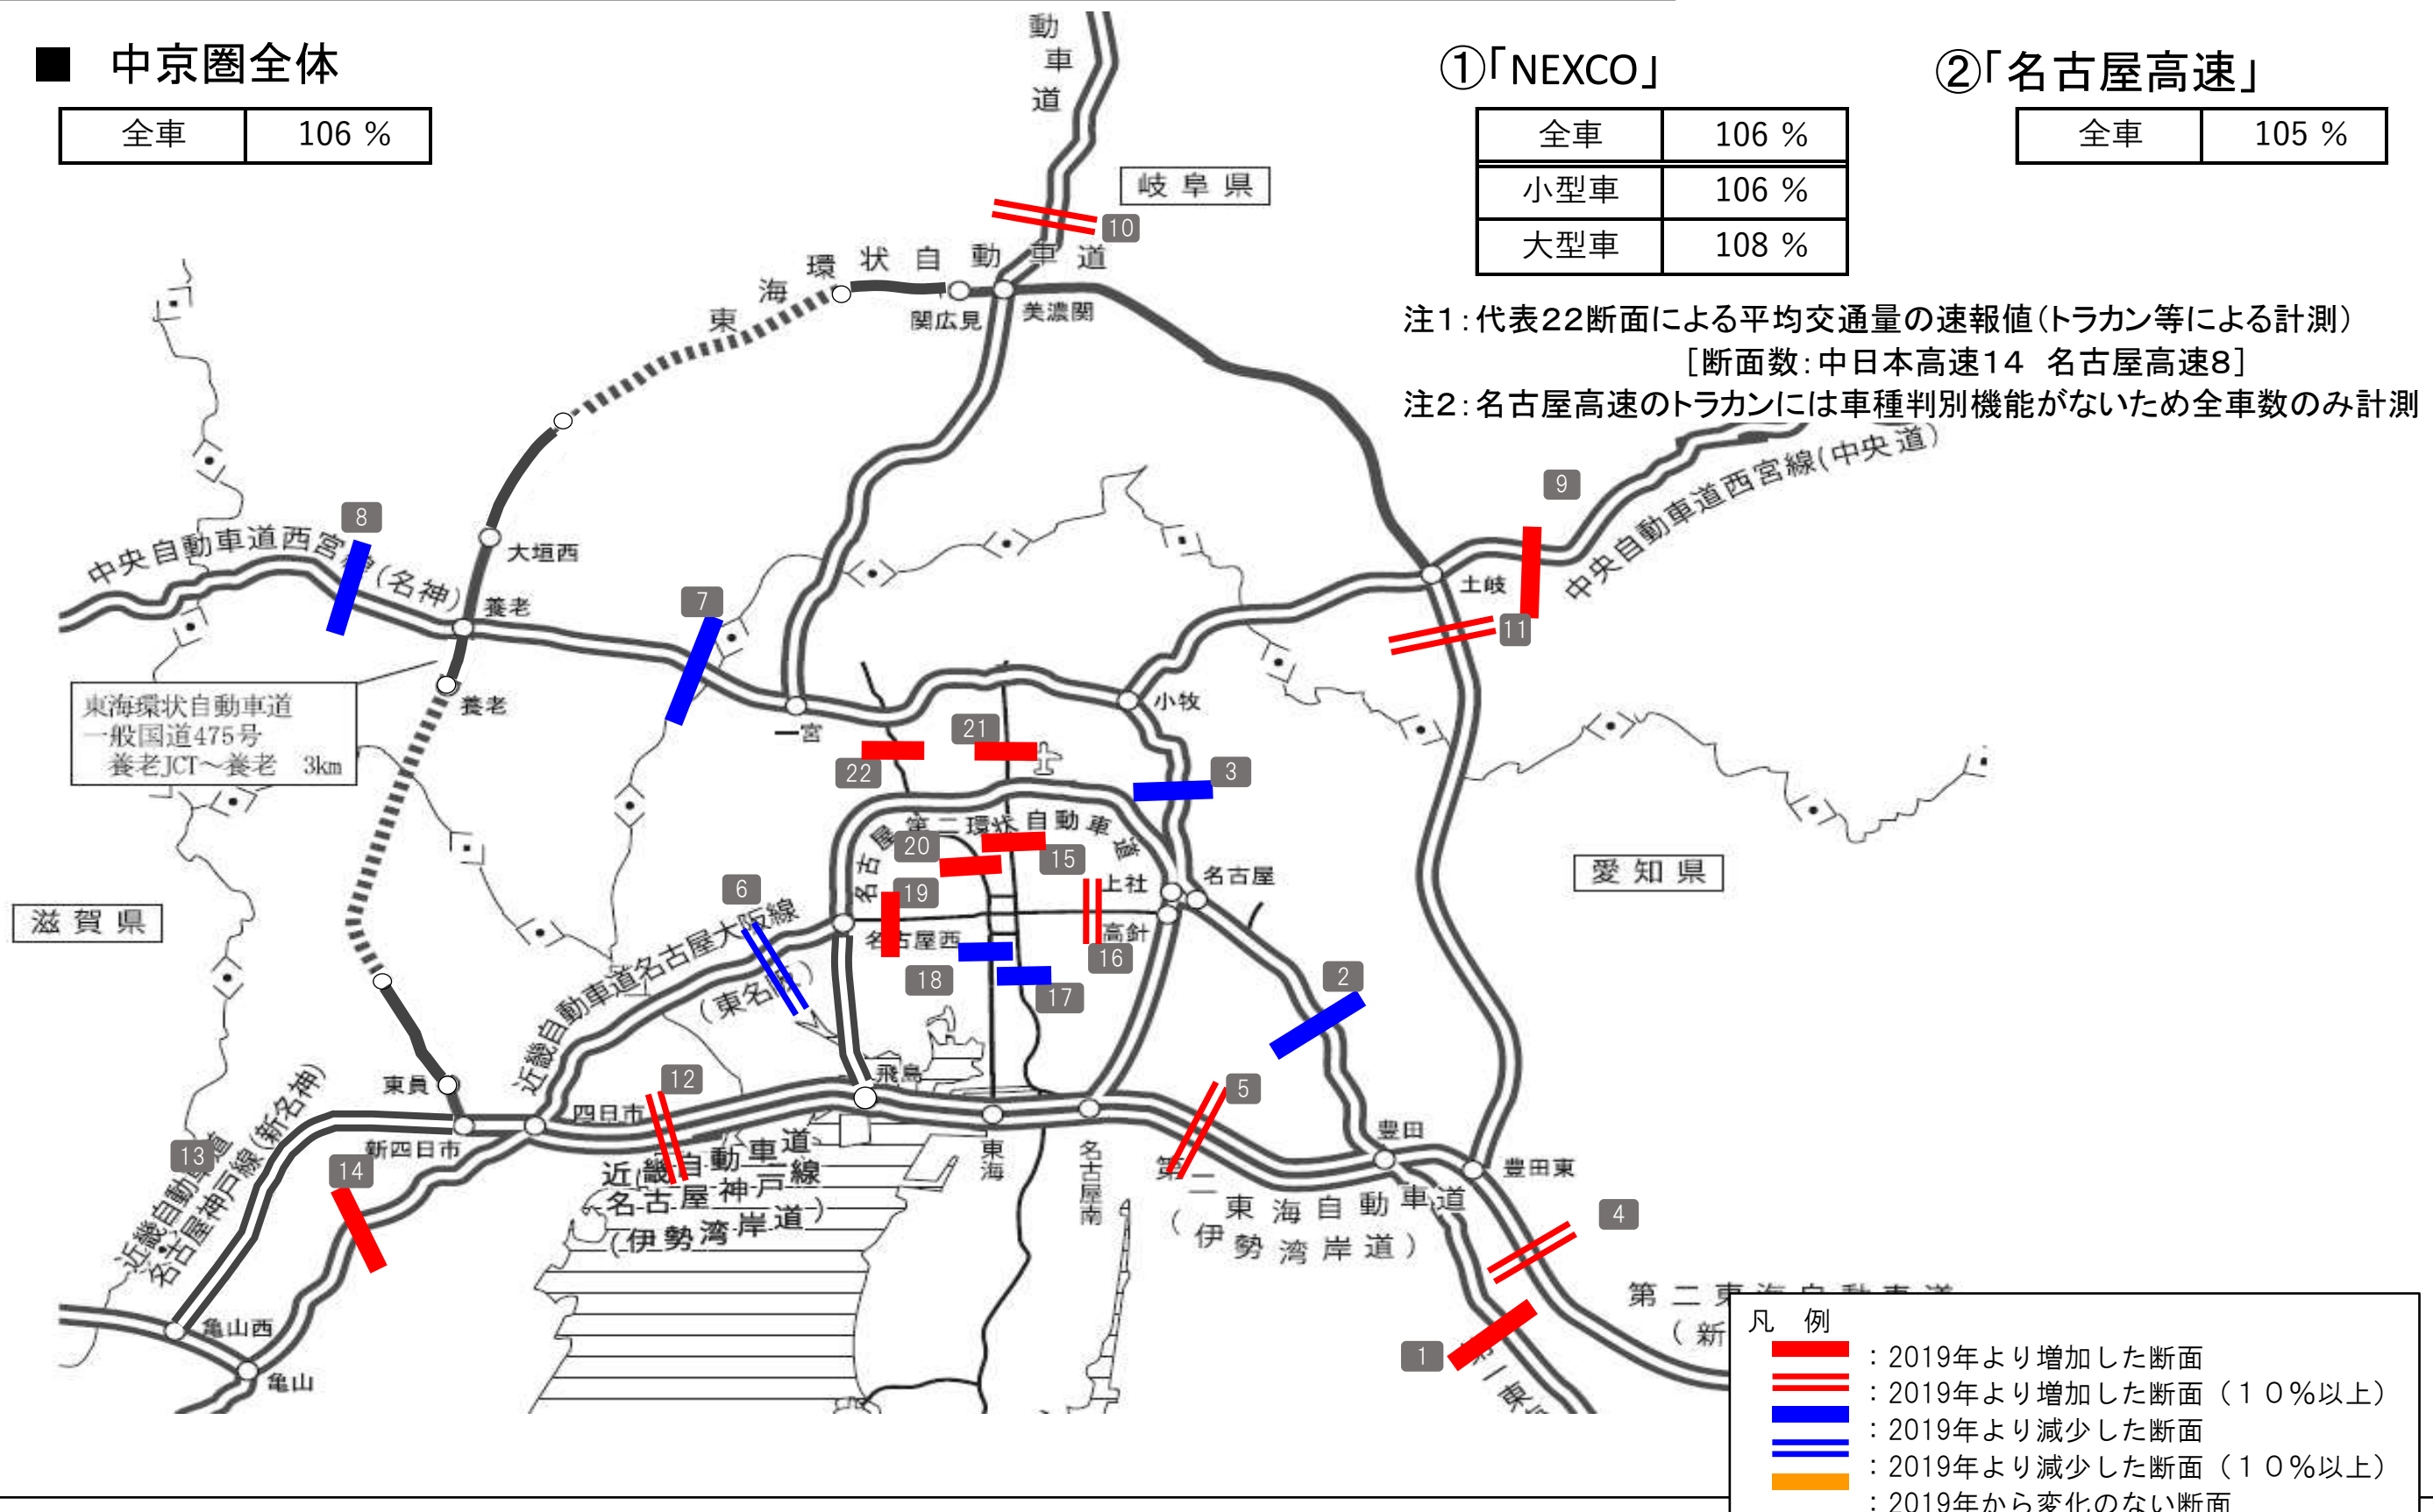 ■ 中京圏全体
全車 106 %
①「NEXCO」
全車 106 %
小型車 106 %
大型車 108 %
②「名古屋高速」
全車 105 %
注1：代表22断面による平均交通量の速報値（トラカン等による計測）
［断面数：中日本高速14　名古屋高速8］
注2：名古屋高速のトラカンには車種判別機能がないため全車数のみ計測
動車道
岐阜県
10
東海環状自動車道
関広見
美濃関
9
中央自動車道西宮線(中央道)
8
中央自動車道西宮線(名神)
大垣西
養老
7
土岐
11
東海環状自動車道
一般国道475号
養老JCT～養老　3km
養老
一宮
小牧
21
22
3
名古屋第二環状自動車道
20
15
上社
名古屋
愛知県
19
6
滋賀県
近畿自動車道名古屋大阪線
(東名阪)
名古屋西
高針
16
18
17
2
東員
飛島
12
5
四日市
新四日市
13
14
近畿自動車道
名古屋神戸線(新名神)
近畿自動車道
名古屋神戸線
(伊勢湾岸道)
東海
名古屋南
豊田
豊田東
第二東海自動車道
(伊勢湾岸道)
4
亀山西
亀山
1
第二東海自動車道
(新
第一東
凡　例
：2019年より増加した断面
：2019年より増加した断面（１０%以上）
：2019年より減少した断面
：2019年より減少した断面（１０%以上）
：2019年から変化のない断面